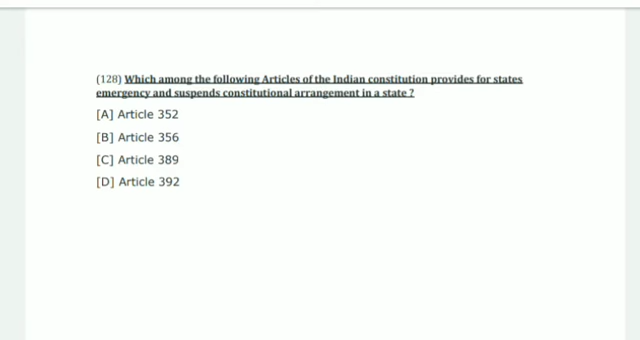 (128) Which among the following Articles of the Indian constitution provides for states
emergency and suspends constitutional arrangement in a state ?
[A] Article 352
[B] Article 356
[C] Article 389
[D] Article 392